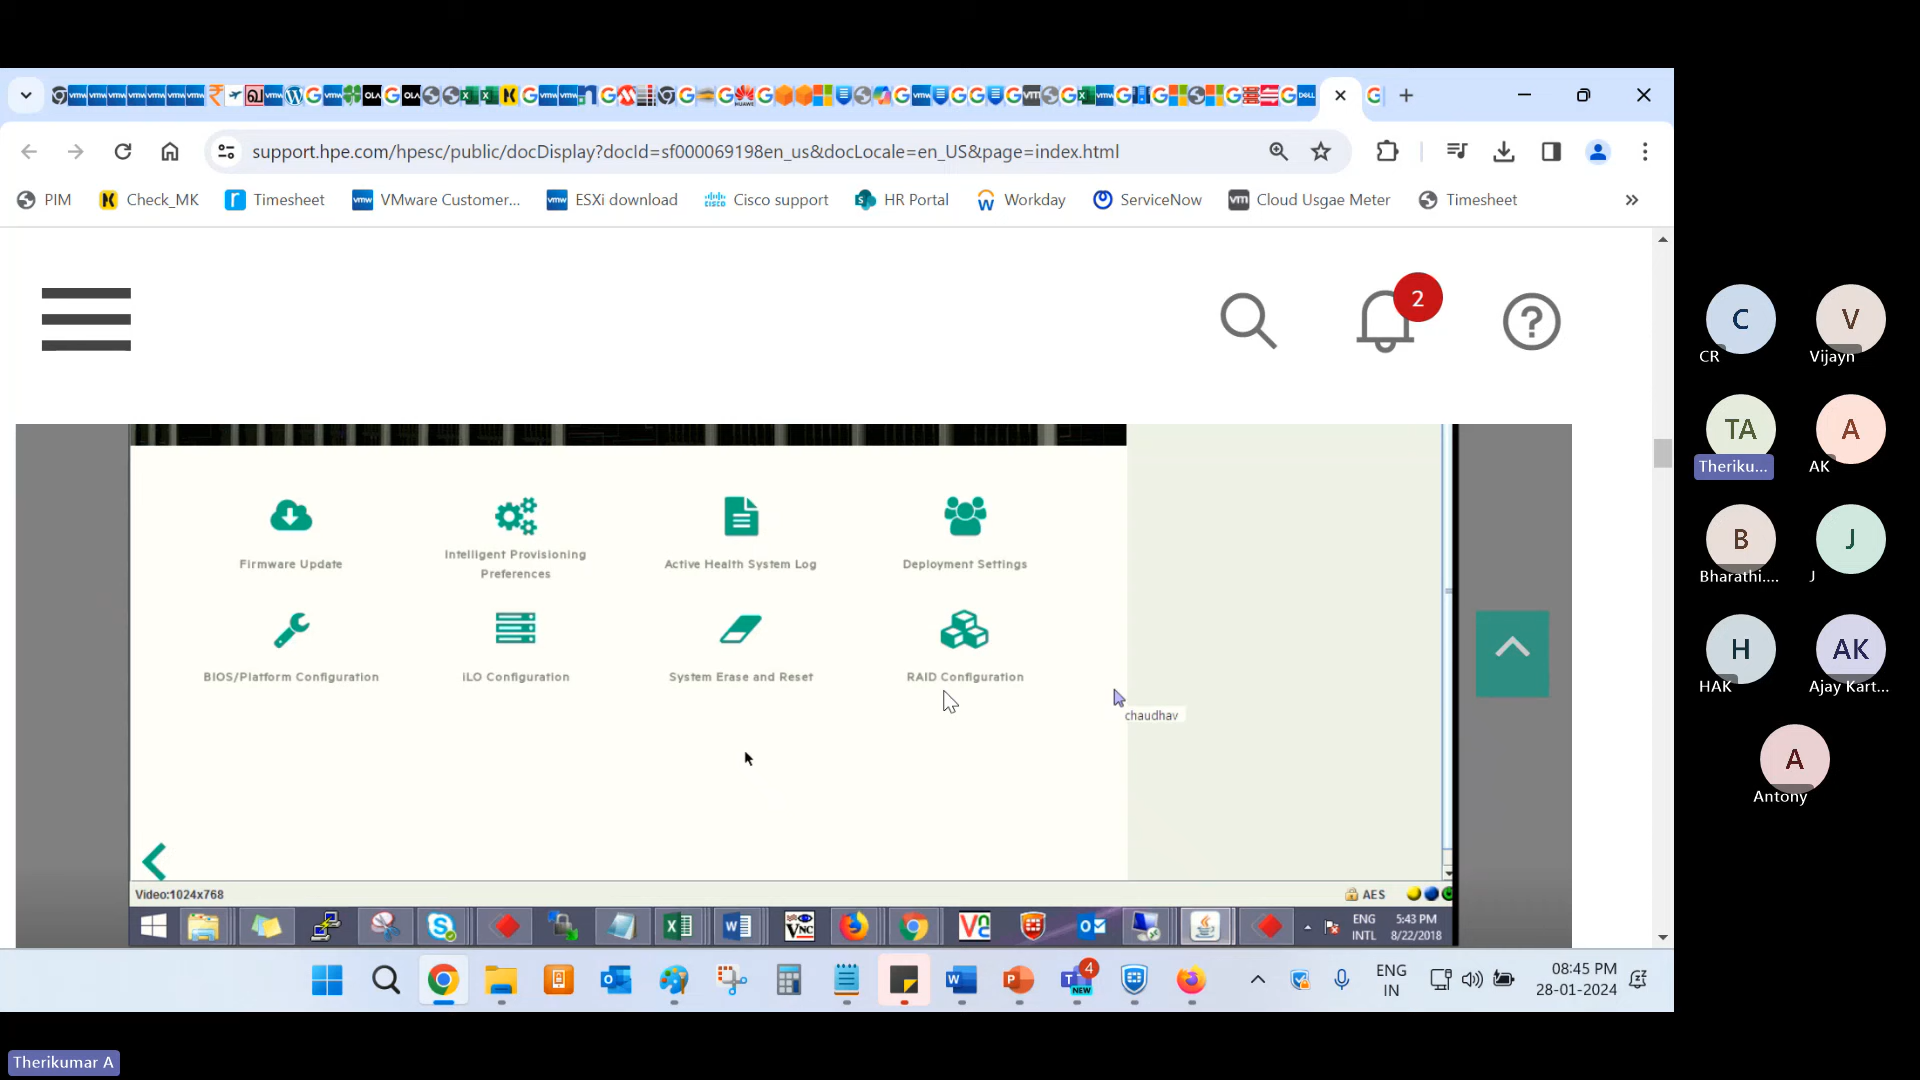 support.hpe.com/hpesc/public/docDisplay?docId=sf000069198en_us&docLocale=en_US&page=index.html
PIM
Check_MK
Timesheet
VMware Customer...
ESXi download
Cisco support
HR Portal
Workday
ServiceNow
Cloud Usgae Meter
Timesheet
2
Firmware Update
Intelligent Provisioning
Preferences
Active Health System Log
Deployment Settings
BIOS/Platform Configuration
iLO Configuration
System Erase and Reset
RAID Configuration
chaudhav
Video:1024x768
AES
ENG
INTL
5:43 PM
8/22/2018
4
NEW
ENG
IN
08:45 PM
28-01-2024
C
CR
V
Vijayn
TA
Theriku...
A
AK
B
Bharathi....
J
J
H
HAK
AK
Ajay Kart...
A
Antony
Therikumar A